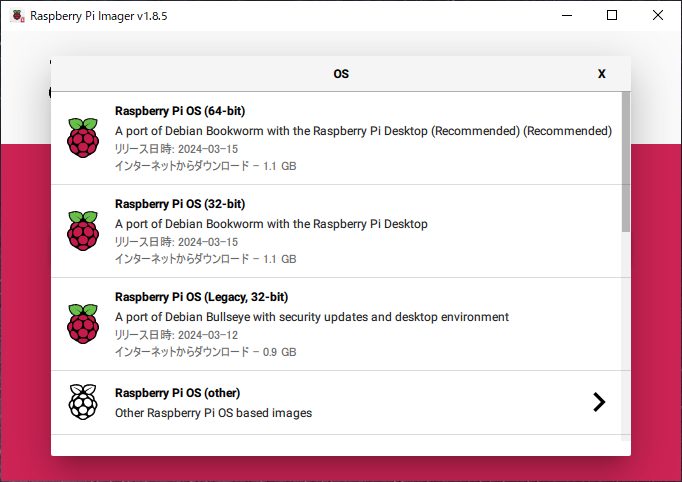 Raspberry Pi Imager v1.8.5
OS
X
Raspberry Pi OS (64-bit)
A port of Debian Bookworm with the Raspberry Pi Desktop (Recommended) (Recommended)
リリース日時: 2024-03-15
インターネットからダウンロード - 1.1 GB
Raspberry Pi OS (32-bit)
A port of Debian Bookworm with the Raspberry Pi Desktop
リリース日時: 2024-03-15
インターネットからダウンロード - 1.1 GB
Raspberry Pi OS (Legacy, 32-bit)
A port of Debian Bullseye with security updates and desktop environment
リリース日時: 2024-03-12
インターネットからダウンロード - 0.9 GB
Raspberry Pi OS (other)
Other Raspberry Pi OS based images